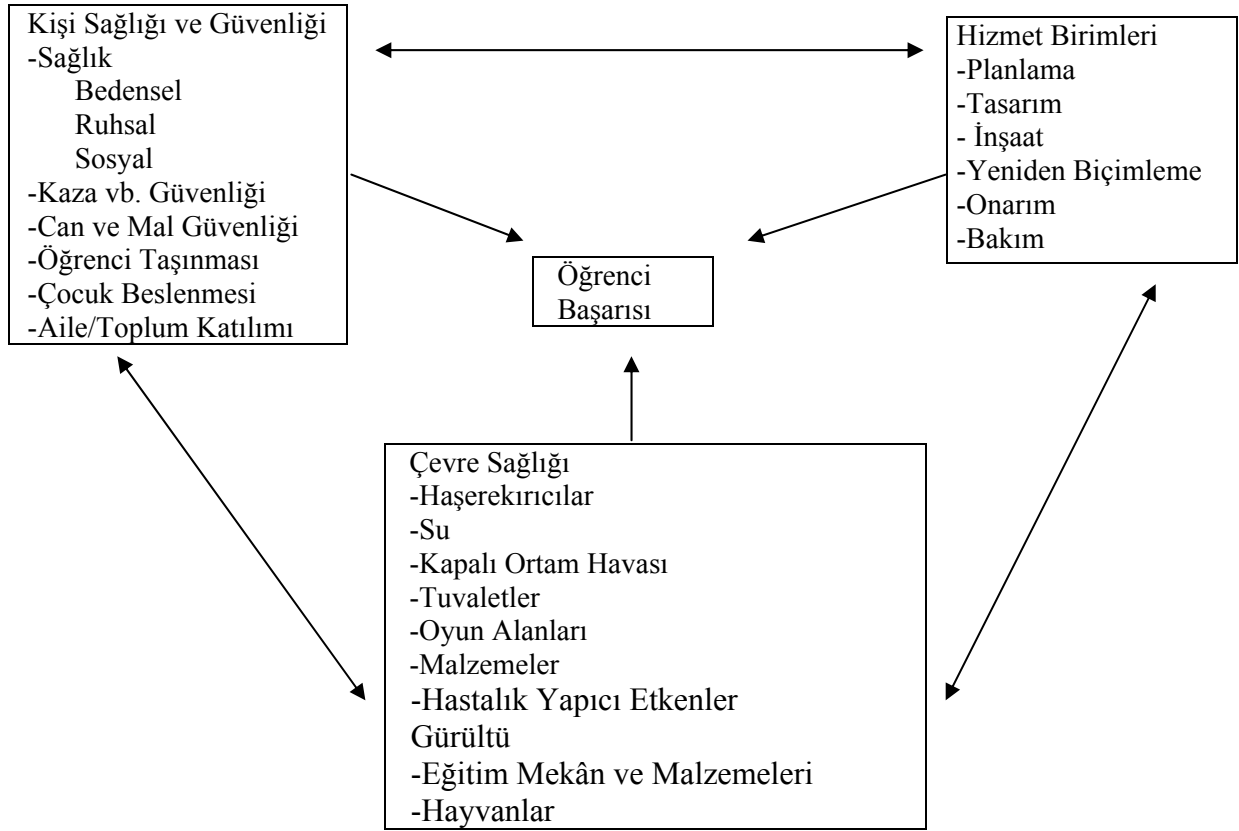 Kişi Sağlığı ve Güvenliği
-Sağlık
Bedensel
Ruhsal
Sosyal
-Kaza vb. Güvenliği
-Can ve Mal Güvenliği
-Öğrenci Taşınması
-Çocuk Beslenmesi
-Aile/Toplum Katılımı
Hizmet Birimleri
-Planlama
-Tasarım
- İnşaat
-Yeniden Biçimleme
-Onarım
-Bakım
Öğrenci
Başarısı
Çevre Sağlığı
-Haşerekırıcılar
-Su
-Kapalı Ortam Havası
-Tuvaletler
-Oyun Alanları
-Malzemeler
-Hastalık Yapıcı Etkenler
Gürültü
-Eğitim Mekân ve Malzemeleri
-Hayvanlar